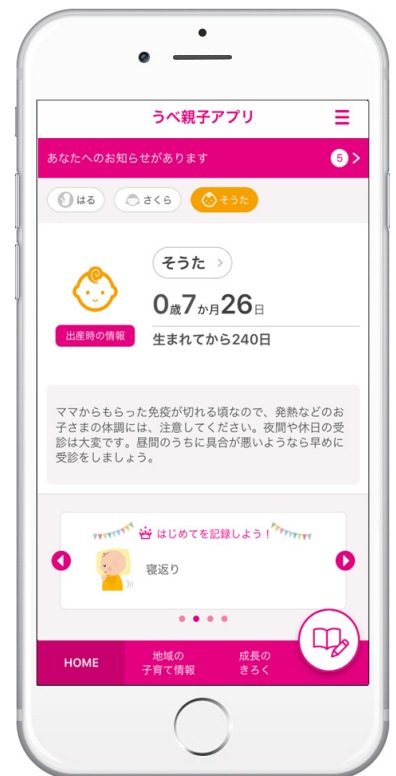 うべ親子アプリ
あなたへのお知らせがあります 5
はる さくら そうた
そうた
0歳7か月26日
出産時の情報
生まれてから240日
ママからもらった免疫が切れる頃なので、発熱などのお
子さまの体調には、注意してください。夜間や休日の受
診は大変です。昼間のうちに具合が悪いようなら早めに
受診をしましょう。
はじめてを記録しよう!
寝返り
HOME
地域の
子育て情報
成長の
きろく